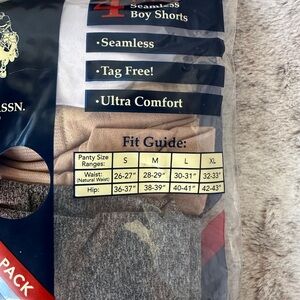 4 Seamless
Boy Shorts
• Seamless
• Tag Free!
• Ultra Comfort
SSN.
Fit Guide:
Panty Size Ranges: S M L XL
Waist: (Natural Waist) 26-27" 28-29" 30-31" 32-33"
Hip: 36-37" 38-39" 40-41" 42-43"
PACK